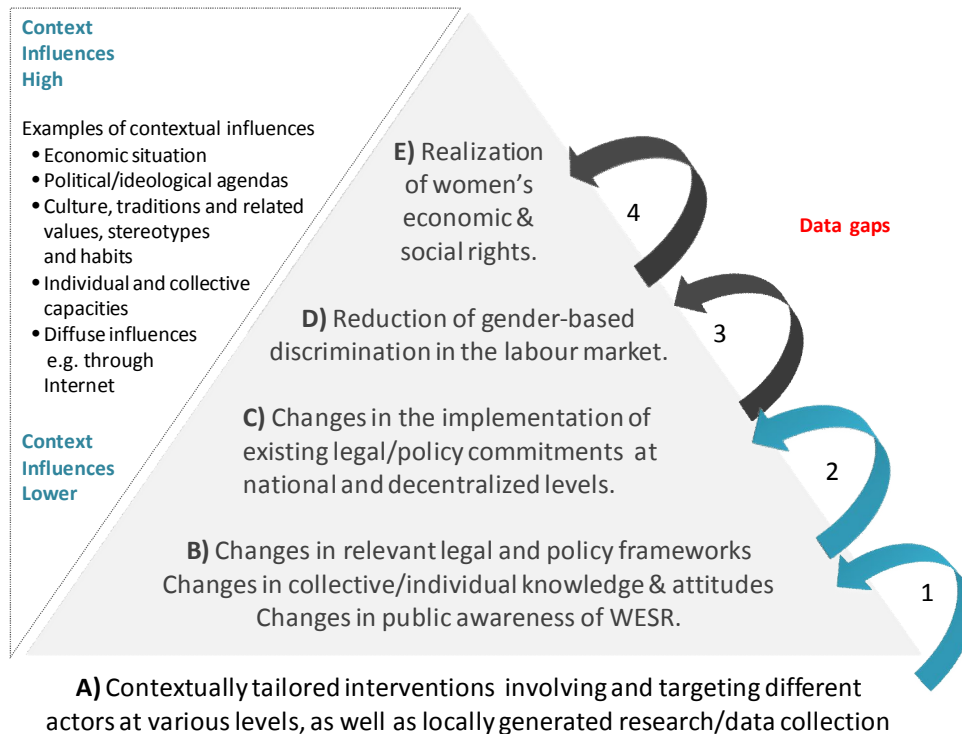 Context
Influences
High
Examples of contextual influences
• Economic situation
• Political/ideological agendas
• Culture, traditions and related
values, stereotypes
and habits
• Individual and collective
capacities
• Diffuse influences
e.g. through
Internet
Context
Influences
Lower
E) Realization
of women's
economic &
social rights.
D) Reduction of gender-based
discrimination in the labour market.
C) Changes in the implementation of
existing legal/policy commitments at
national and decentralized levels.
B) Changes in relevant legal and policy frameworks
Changes in collective/individual knowledge & attitudes
Changes in public awareness of WESR.
4
Data gaps
3
2
1
A) Contextually tailored interventions involving and targeting different
actors at various levels, as well as locally generated research/data collection